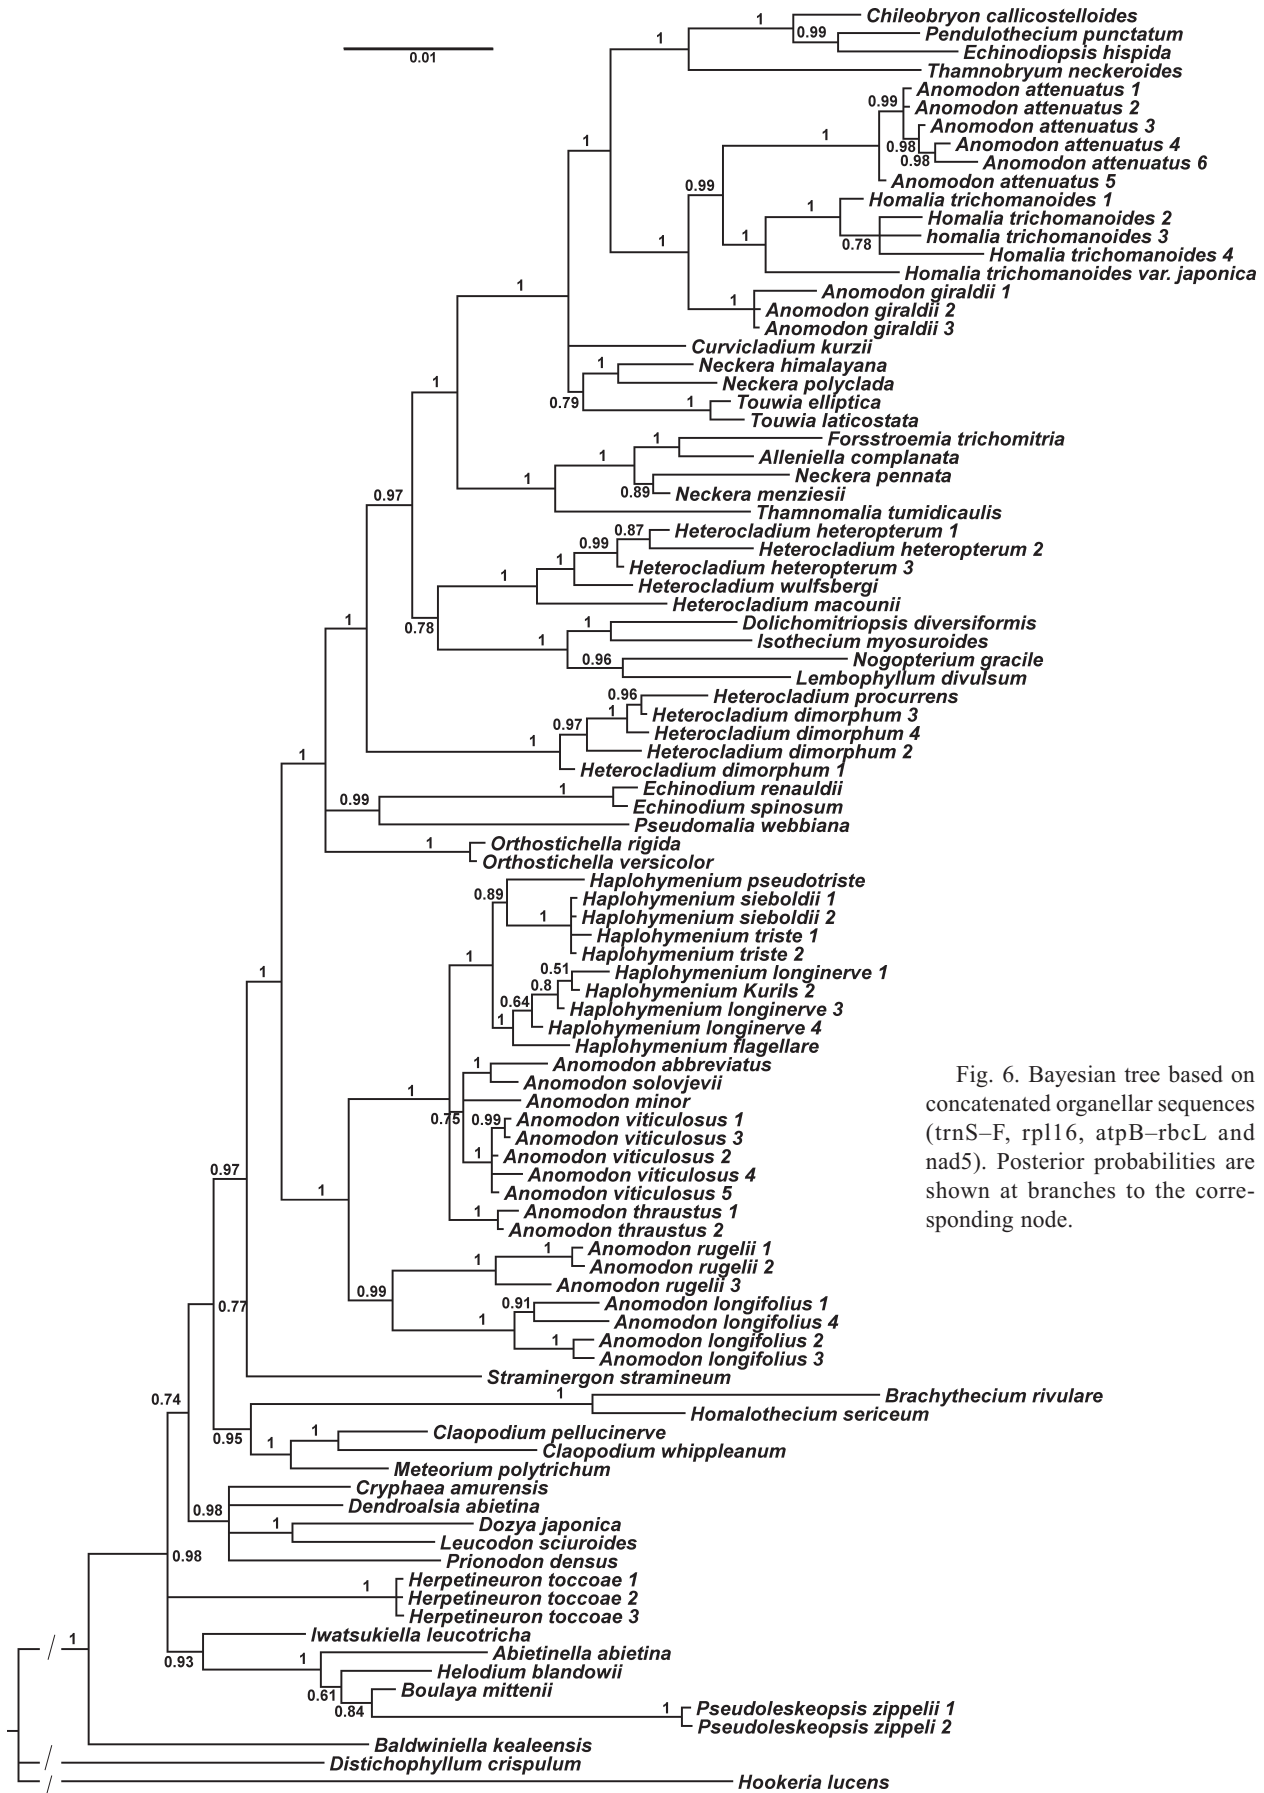 1
Chileobryon callicostelloides
0.99
Pendulothecium punctatum
1
Echinodiopsis hispida
0.01
Thamnobryum neckeroides
Anomodon attenuatus 1
0.99
Anomodon attenuatus 2
Anomodon attenuatus 3
1
1
0.98
Anomodon attenuatus 4
0.98
Anomodon attenuatus 6
Anomodon attenuatus 5
0.99
Homalia trichomanoides 1
1
Homalia trichomanoides 2
1
1
homalia trichomanoides 3
0.78
Homalia trichomanoides 4
Homalia trichomanoides var. japonica
1
Anomodon giraldii 1
1
Anomodon giraldii 2
Anomodon giraldii 3
Curvicladium kurzii
1
Neckera himalayana
1
Neckera polyclada
0.79
1
Touwia elliptica
Touwia laticostata
1
Forsstroemia trichomitria
1
Alleniella complanata
1
Neckera pennata
0.89
Neckera menziesii
0.97
Thamnomalia tumidicaulis
0.87
Heterocladium heteropterum 1
0.99
Heterocladium heteropterum 2
1
Heterocladium heteropterum 3
1
Heterocladium wulfsbergi
Heterocladium macounii
1
0.78
1
Dolichomitriopsis diversiformis
1
Isothecium myosuroides
0.96
Nogopterium gracile
Lembophyllum divulsum
0.96
Heterocladium procurrens
1
Heterocladium dimorphum 3
0.97
Heterocladium dimorphum 4
1
Heterocladium dimorphum 2
1
Heterocladium dimorphum 1
1
Echinodium renauldii
0.99
Echinodium spinosum
Pseudomalia webbiana
1
Orthostichella rigida
Orthostichella versicolor
Haplohymenium pseudotriste
0.89
Haplohymenium sieboldii 1
1
Haplohymenium sieboldii 2
Haplohymenium triste 1
1
Haplohymenium triste 2
1
0.51
Haplohymenium longinerve 1
0.8
Haplohymenium Kurils 2
0.64
Haplohymenium longinerve 3
1
Haplohymenium longinerve 4
Haplohymenium flagellare
1
Anomodon abbreviatus
Anomodon solovjevii
1
Anomodon minor
0.75
0.99
Anomodon viticulosus 1
Anomodon viticulosus 3
1
Anomodon viticulosus 2
Anomodon viticulosus 4
0.97
1
Anomodon viticulosus 5
1
Anomodon thraustus 1
Anomodon thraustus 2
1
Anomodon rugelii 1
1
Anomodon rugelii 2
Anomodon rugelii 3
0.99
0.77
0.91
Anomodon longifolius 1
1
Anomodon longifolius 4
1
Anomodon longifolius 2
Anomodon longifolius 3
Straminergon stramineum
0.74
1
Brachythecium rivulare
Homalothecium sericeum
0.95
1
1
Claopodium pellucinerve
Claopodium whippleanum
Meteorium polytrichum
Cryphaea amurensis
0.98
Dendroalsia abietina
1
Dozya japonica
Leucodon sciuroides
0.98
Prionodon densus
1
Herpetineuron toccoae 1
Herpetineuron toccoae 2
Herpetineuron toccoae 3
1
Iwatsukiella leucotricha
0.93
1
Abietinella abietina
Helodium blandowii
0.61
Boulaya mittenii
0.84
1
Pseudoleskeopsis zippelii 1
Pseudoleskeopsis zippeli 2
Baldwiniella kealeensis
Distichophyllum crispulum
Hookeria lucens
Fig. 6. Bayesian tree based on
concatenated organellar sequences
(trnS–F, rpl16, atpB–rbcL and
nad5). Posterior probabilities are
shown at branches to the corre-
sponding node.